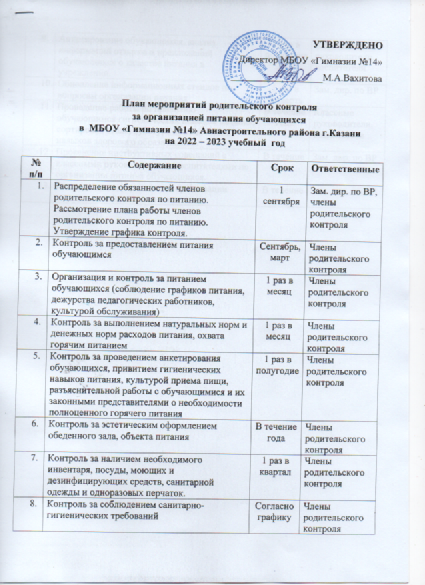 УТВЕРЖДЕНО
Директор МБОУ «Гимназии №14»
М.А.Вахитова
План мероприятий родительского контроля
за организацией питания обучающихся
в МБОУ «Гимназии №14» Авиастроительного района г.Казани
на 2022 – 2023 учебный год
№ п/п Содержание Срок Ответственные
1. Распределение обязанностей членов 1 Зам. дир. по ВР,
родительского контроля по питанию. сентября члены
Рассмотрение плана работы членов родительского
родительского контроля по питанию. контроля
Утверждение графика контроля.
2. Контроль за предоставлением питания Сентябрь, Члены
обучающимся март родительского
контроля
3. Организация и контроль за питанием 1 раз в Члены
обучающихся (соблюдение графиков питания, месяц родительского
дежурства педагогических работников, контроля
культурой обслуживания)
4. Контроль за выполнением натуральных норм и 1 раз в Члены
денежных норм расходов питания, охвата месяц родительского
горячим питанием контроля
5. Контроль за проведением анкетирования 1 раз в Члены
обучающихся, привитием гигиенических полугодие родительского
навыков питания, культурой приема пищи, контроля
разъяснительной работы с обучающимися и их
законными представителями о необходимости
полноценного горячего питания
6. Контроль за эстетическим оформлением В течение Члены
обеденного зала, объекта питания года родительского
контроля
7. Контроль за наличием необходимого 1 раз в Члены
инвентаря, посуды, моющих и квартал родительского
дезинфицирующих средств, санитарной контроля
одежды и одноразовых перчаток.
8. Контроль за соблюдением санитарно- Согласно Члены
гигиенических требований графику родительского
контроля